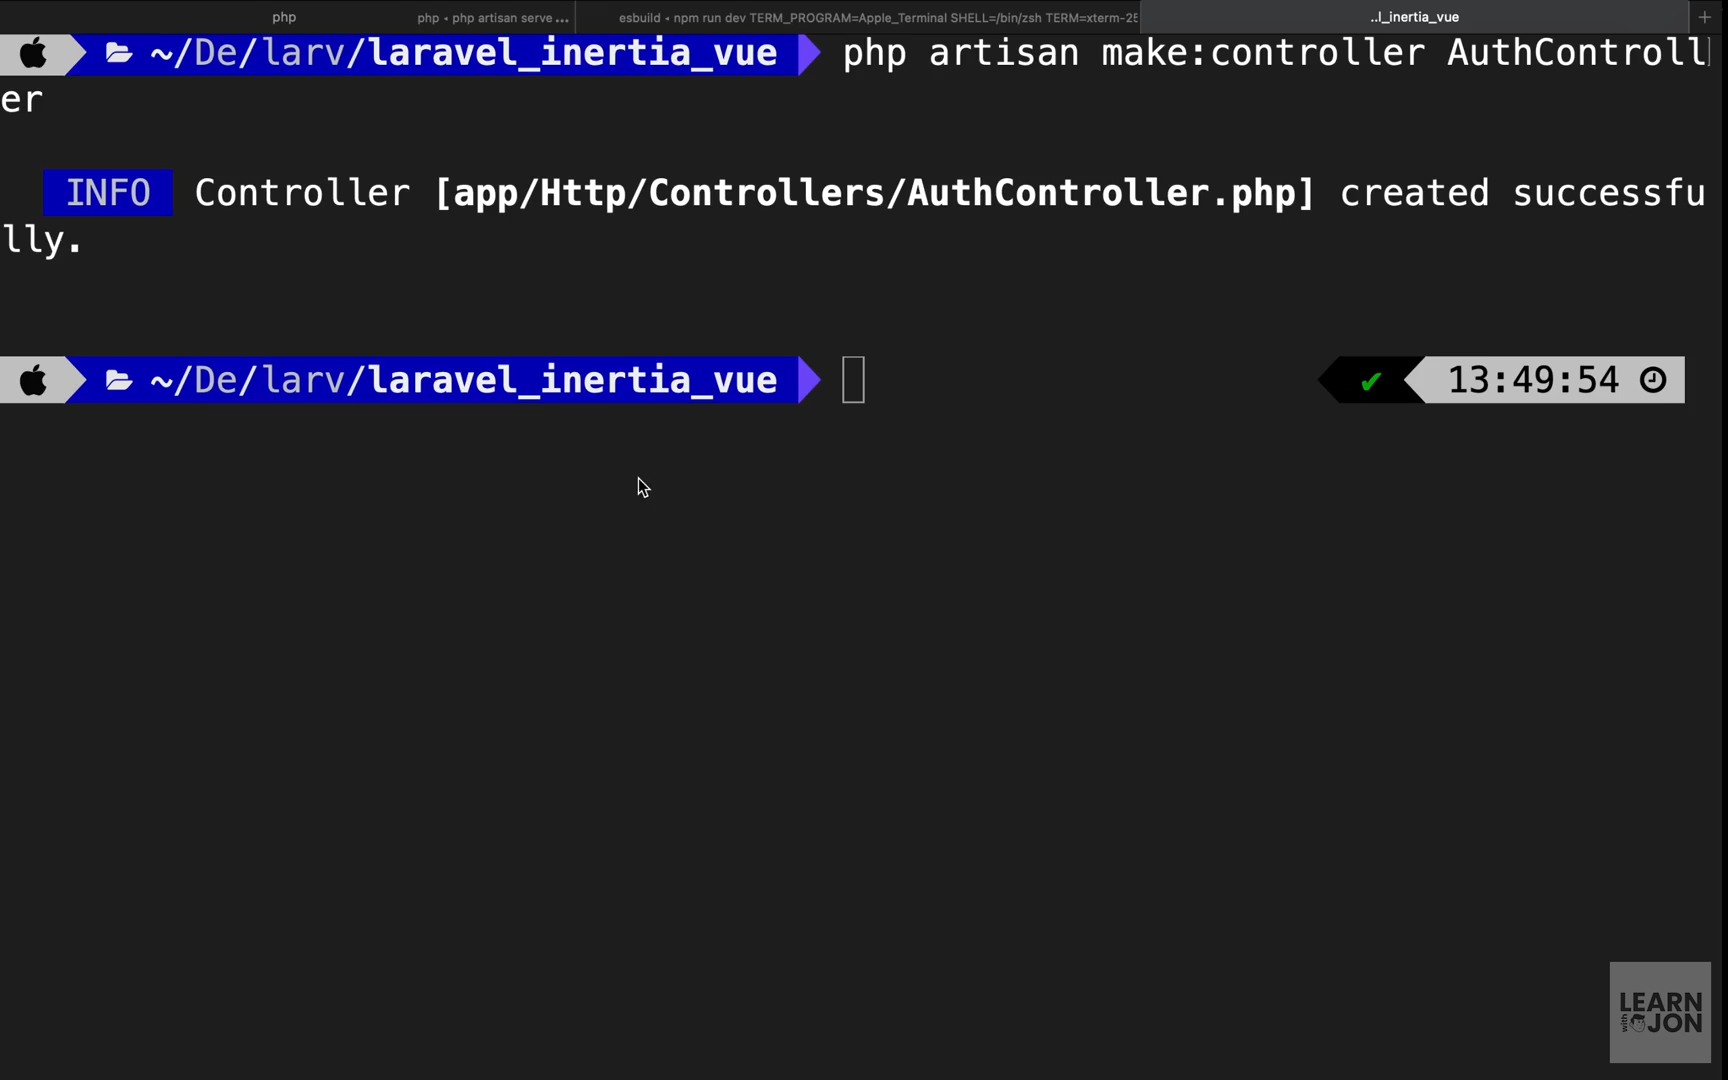 php
php • php artisan serve ...
esbuild • npm run dev TERM_PROGRAM=Apple_Terminal SHELL=/bin/zsh TERM=xterm-2
..l_inertia_vue
+
~/De/larv/laravel_inertia_vue php artisan make:controller AuthControll
er
INFO Controller [app/Http/Controllers/AuthController.php] created successfu
lly.
~/De/larv/laravel_inertia_vue ✔ 13:49:54
LEARN
with JON